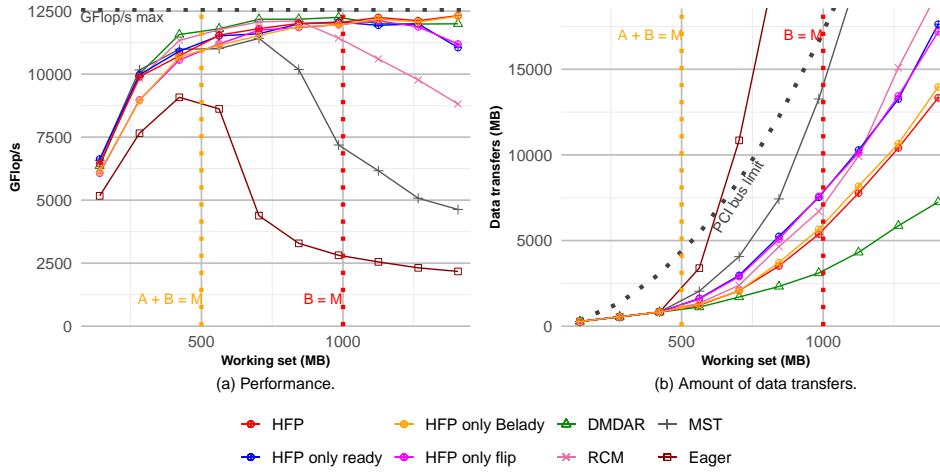 12500
10000
7500
5000
2500
0
GFlop/s
GFlop/s max
A + B = M
B = M
500
1000
Working set (MB)
(a) Performance.
15000
10000
5000
0
Data transfers (MB)
A + B = M
B = M
PCI bus limit
500
1000
Working set (MB)
(b) Amount of data transfers.
HFP
HFP only Belady
DMDAR
MST
HFP only ready
HFP only flip
RCM
Eager